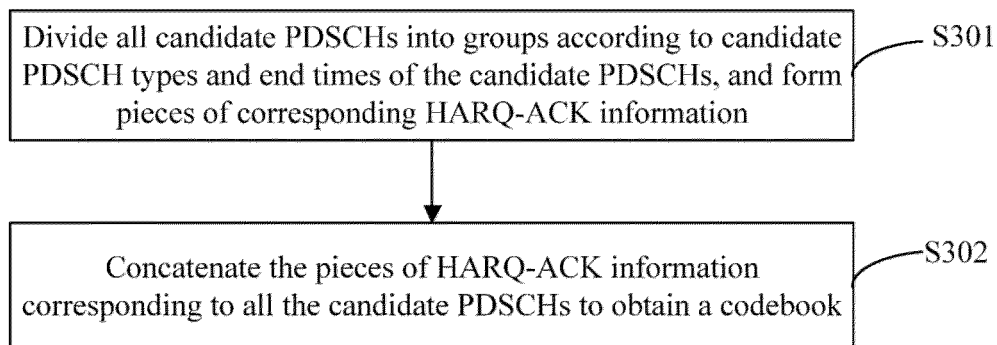 Divide all candidate PDSCHs into groups according to candidate
PDSCH types and end times of the candidate PDSCHs, and form
pieces of corresponding HARQ-ACK information
S301
Concatenate the pieces of HARQ-ACK information
corresponding to all the candidate PDSCHs to obtain a codebook
S302